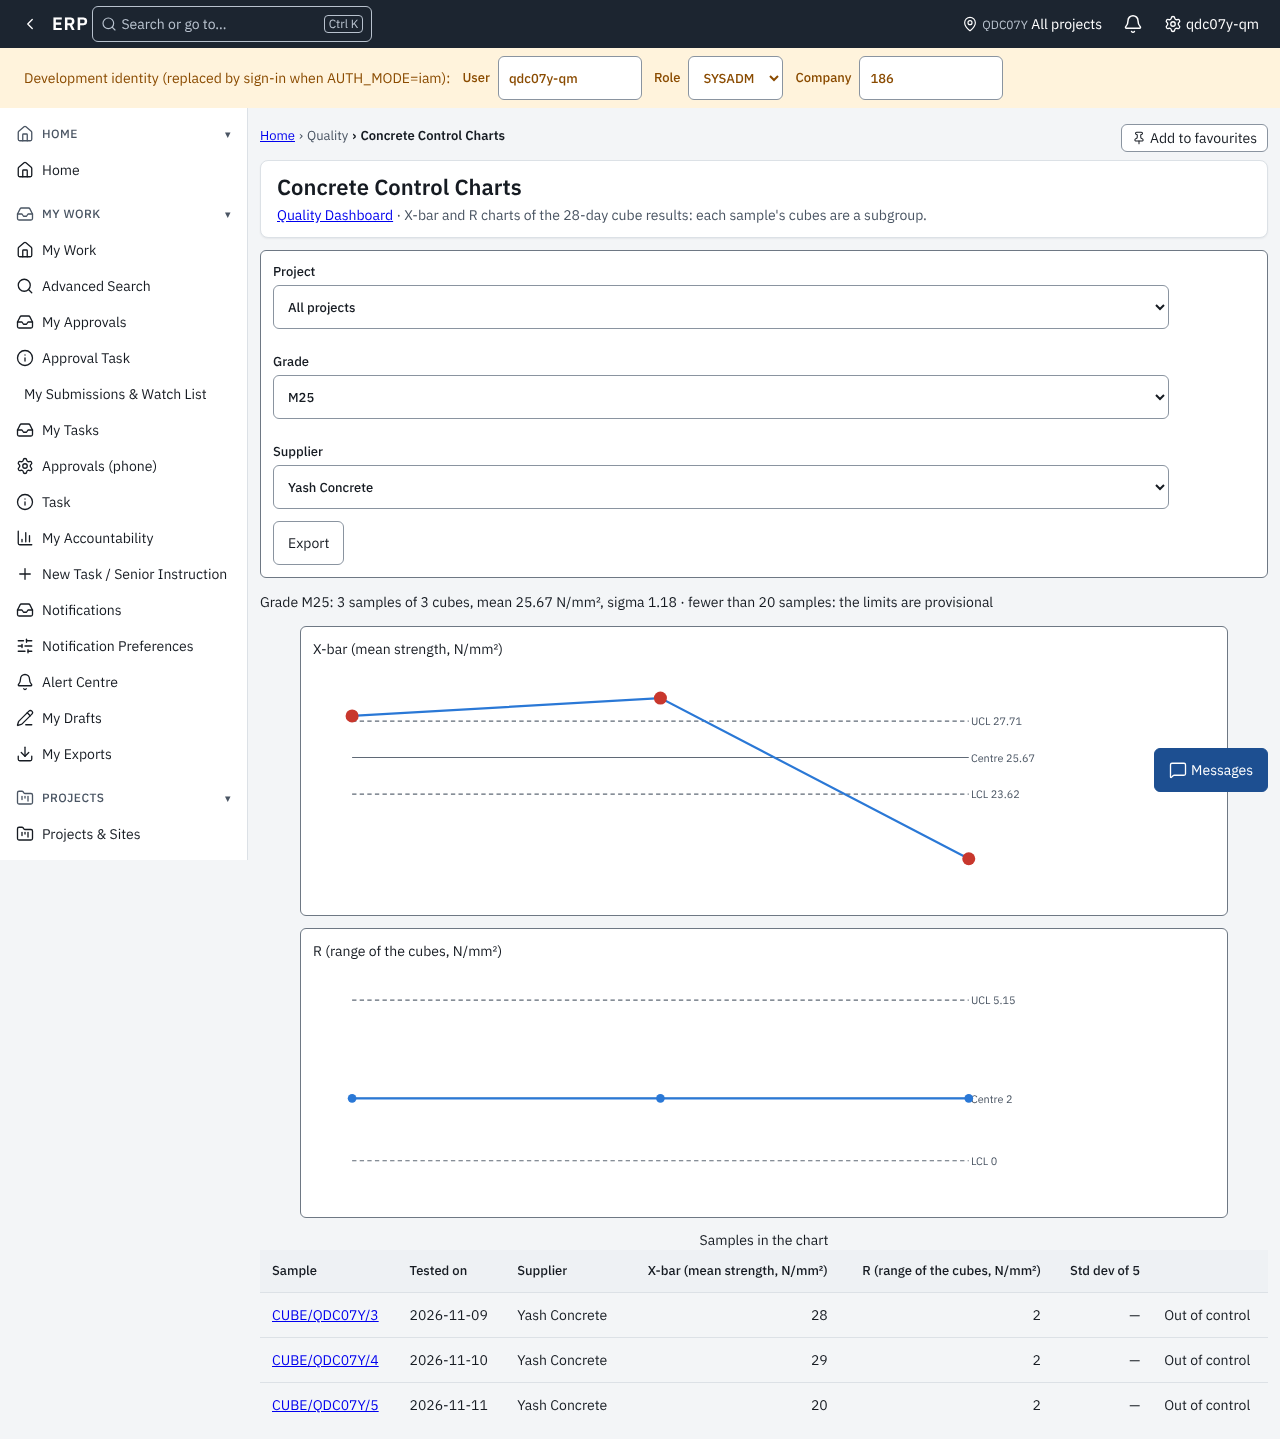 ERP
Search or go to...
Ctrl K
QDC07Y All projects
qdc07y-qm
Development identity (replaced by sign-in when AUTH_MODE=iam):
User
qdc07y-qm
Role
SYSADM
Company
186
HOME
Home
MY WORK
My Work
Advanced Search
My Approvals
Approval Task
My Submissions & Watch List
My Tasks
Approvals (phone)
Task
My Accountability
New Task / Senior Instruction
Notifications
Notification Preferences
Alert Centre
My Drafts
My Exports
PROJECTS
Projects & Sites
Home › Quality › Concrete Control Charts
Add to favourites
Concrete Control Charts
Quality Dashboard · X-bar and R charts of the 28-day cube results: each sample's cubes are a subgroup.
Project
All projects
Grade
M25
Supplier
Yash Concrete
Export
Grade M25: 3 samples of 3 cubes, mean 25.67 N/mm², sigma 1.18 · fewer than 20 samples: the limits are provisional
X-bar (mean strength, N/mm²)
UCL 27.71
Centre 25.67
LCL 23.62
Messages
R (range of the cubes, N/mm²)
UCL 5.15
Centre 2
LCL 0
Samples in the chart
Sample Tested on Supplier X-bar (mean strength, N/mm²) R (range of the cubes, N/mm²) Std dev of 5
CUBE/QDC07Y/3 2026-11-09 Yash Concrete 28 2 — Out of control
CUBE/QDC07Y/4 2026-11-10 Yash Concrete 29 2 — Out of control
CUBE/QDC07Y/5 2026-11-11 Yash Concrete 20 2 — Out of control